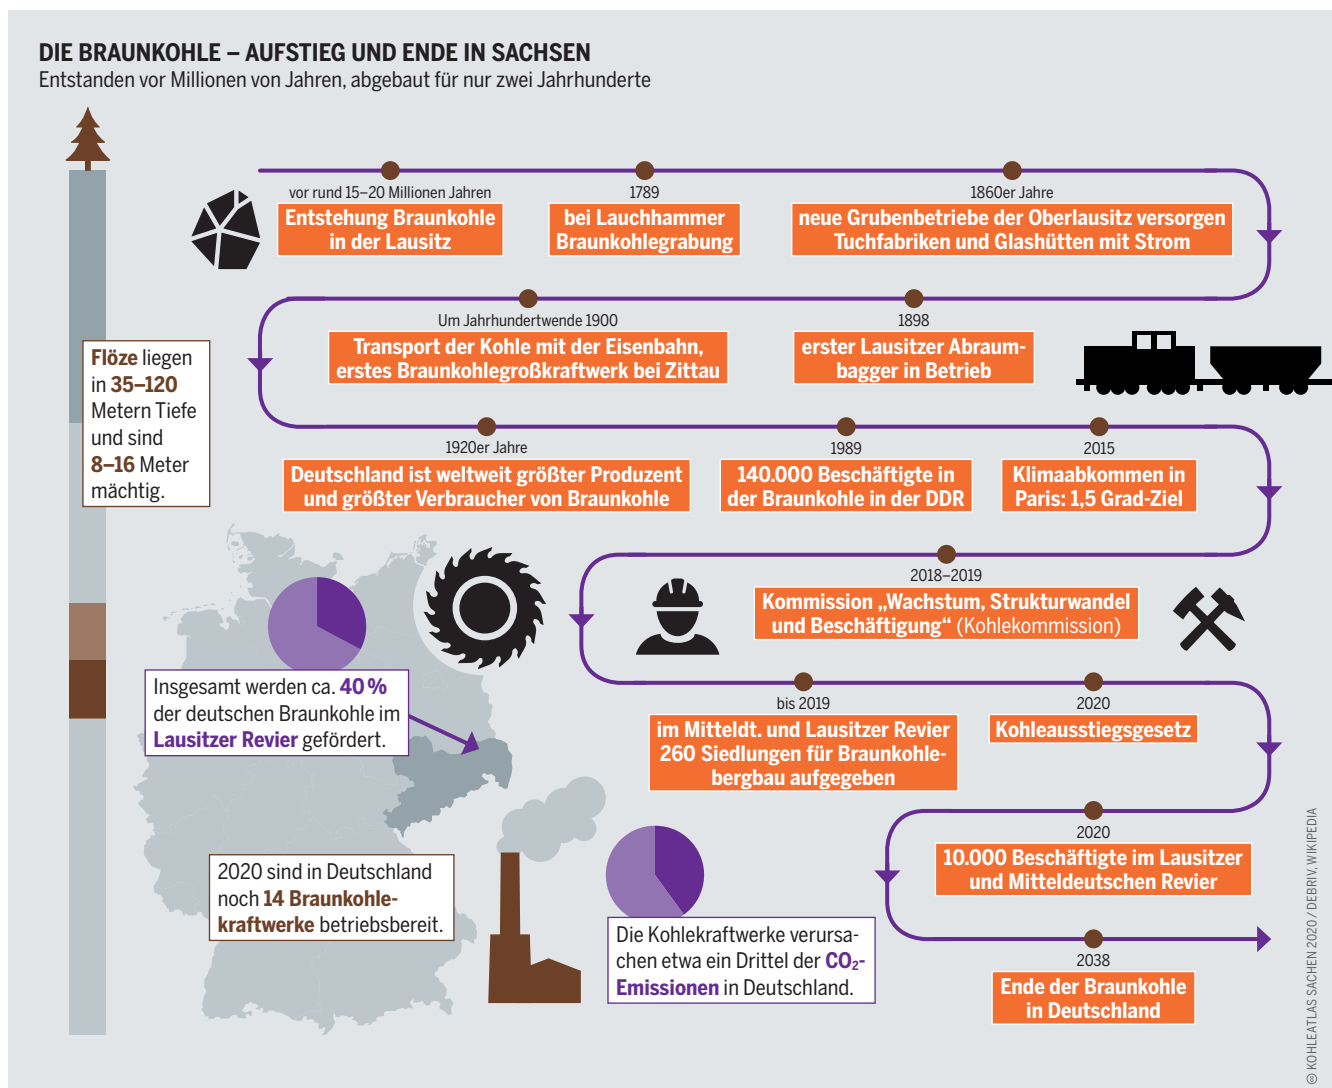 DIE BRAUNKOHLE – AUFSTIEG UND ENDE IN SACHSEN
Entstanden vor Millionen von Jahren, abgebaut für nur zwei Jahrhunderte
vor rund 15–20 Millionen Jahren
Entstehung Braunkohle
in der Lausitz
1789
bei Lauchhammer
Braunkohlegrabung
1860er Jahre
neue Grubenbetriebe der Oberlausitz versorgen
Tuchfabriken und Glashütten mit Strom
Um Jahrhundertwende 1900
Transport der Kohle mit der Eisenbahn,
erstes Braunkohlegroßkraftwerk bei Zittau
1898
erster Lausitzer Abraum-
bagger in Betrieb
Flöze liegen
in 35–120
Metern Tiefe
und sind
8–16 Meter
mächtig.
1920er Jahre
Deutschland ist weltweit größter Produzent
und größter Verbraucher von Braunkohle
1989
140.000 Beschäftigte in
der Braunkohle in der DDR
2015
Klimaabkommen in
Paris: 1,5 Grad-Ziel
2018–2019
Kommission „Wachstum, Strukturwandel
und Beschäftigung“ (Kohlekommission)
Insgesamt werden ca. 40 %
der deutschen Braunkohle im
Lausitzer Revier gefördert.
bis 2019
im Mitteldt. und Lausitzer Revier
260 Siedlungen für Braunkohle-
bergbau aufgegeben
2020
Kohleausstiegsgesetz
2020
10.000 Beschäftigte im Lausitzer
und Mitteldeutschen Revier
2020 sind in Deutschland
noch 14 Braunkohle-
kraftwerke betriebsbereit.
Die Kohlekraftwerke verursa-
chen etwa ein Drittel der CO₂-
Emissionen in Deutschland.
2038
Ende der Braunkohle
in Deutschland
© KOHLEATLAS SACHEN 2020 / DEBRIV, WIKIPEDIA